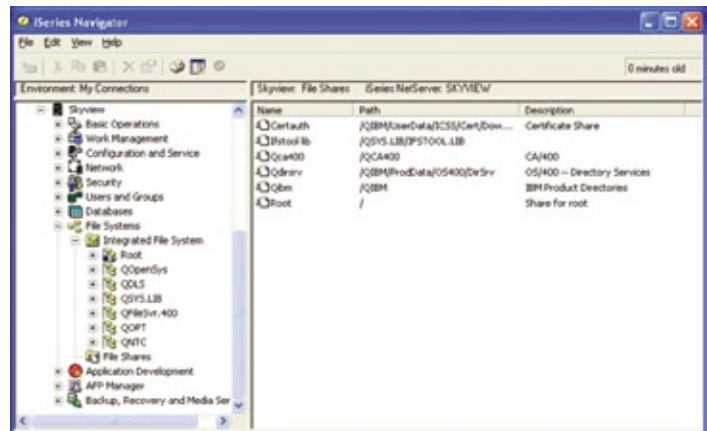 iSeries Navigator
File Edit View Help
0 minutes old
Environment: My Connections
Skyview: File Shares iSeries NetServer: SKYVIEW
Skyview
Basic Operations
Work Management
Configuration and Service
Network
Security
Users and Groups
Databases
File Systems
Integrated File System
Root
QOpenSys
QDLS
QSYS.LIB
QFileSvr.400
QOPT
QNTC
File Shares
Application Development
AFP Manager
Backup, Recovery and Media Ser
Name Path Description
Certauth /QIBM/UserData/ICSS/Cert/Dow... Certificate Share
Ifstool lib /QSYS.LIB/IFSTOOL.LIB
Qca400 /QCA400 CA/400
Qdirsrv /QIBM/ProdData/OS400/DirSrv OS/400 -- Directory Services
Qibm /QIBM IBM Product Directories
Root / Share for root